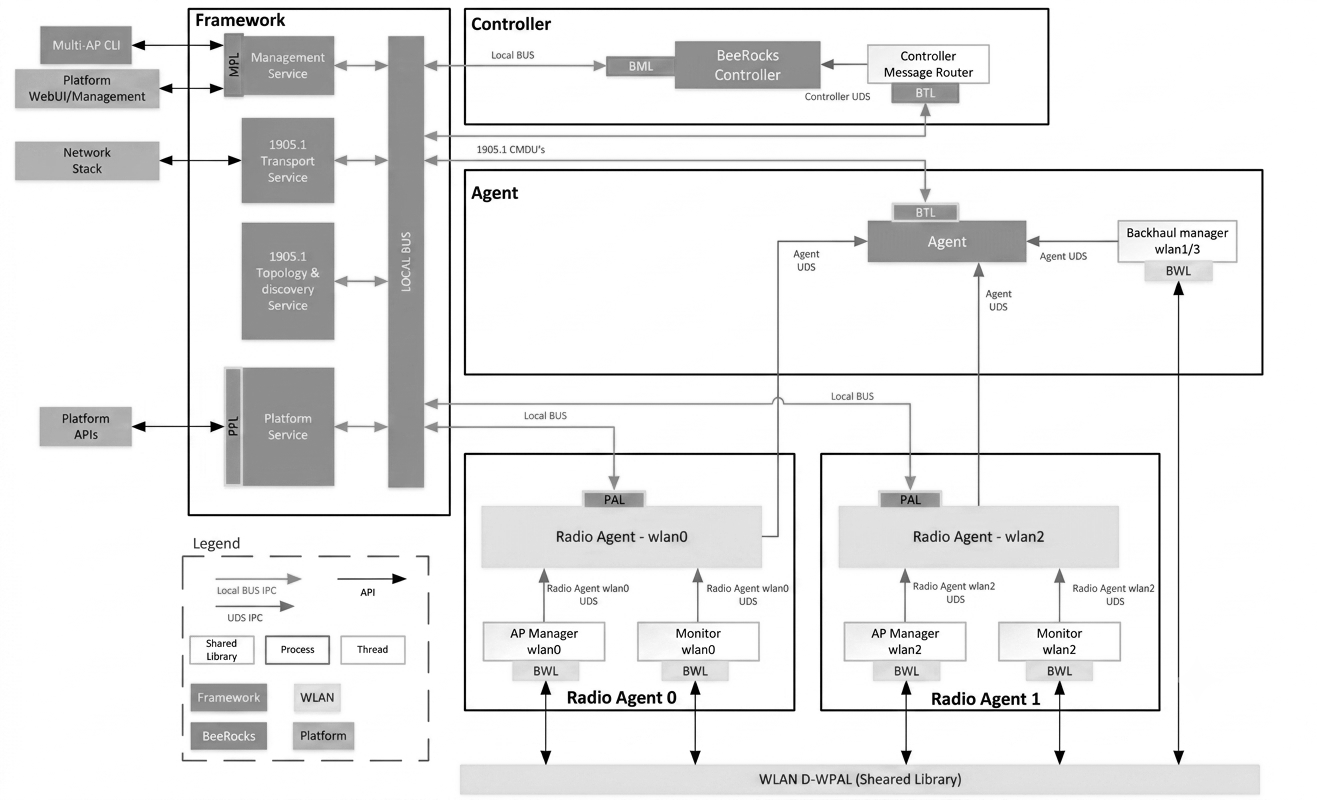 Framework
Multi-AP CLI
Platform
WebUI/Management
MPL
Management
Service
Network
Stack
1905.1
Transport
Service
1905.1
Topology &
discovery
Service
Platform
APIs
PPL
Platform
Service
LOCAL BUS
Controller
Local BUS
BML
BeeRocks
Controller
Controller
Message Router
Controller UDS
BTL
1905.1 CMDU's
Agent
BTL
Agent
Agent
UDS
Agent UDS
Backhaul manager
wlan1/3
BWL
Agent
UDS
Local BUS
Local BUS
PAL
Radio Agent - wlan0
Radio Agent wlan0
UDS
Radio Agent wlan0
UDS
AP Manager
wlan0
BWL
Monitor
wlan0
BWL
Radio Agent 0
PAL
Radio Agent - wlan2
Radio Agent wlan2
UDS
Radio Agent wlan2
UDS
AP Manager
wlan2
BWL
Monitor
wlan2
BWL
Radio Agent 1
WLAN D-WPAL (Sheared Library)
Legend
Local BUS IPC
API
UDS IPC
Shared
Library
Process
Thread
Framework
WLAN
BeeRocks
Platform